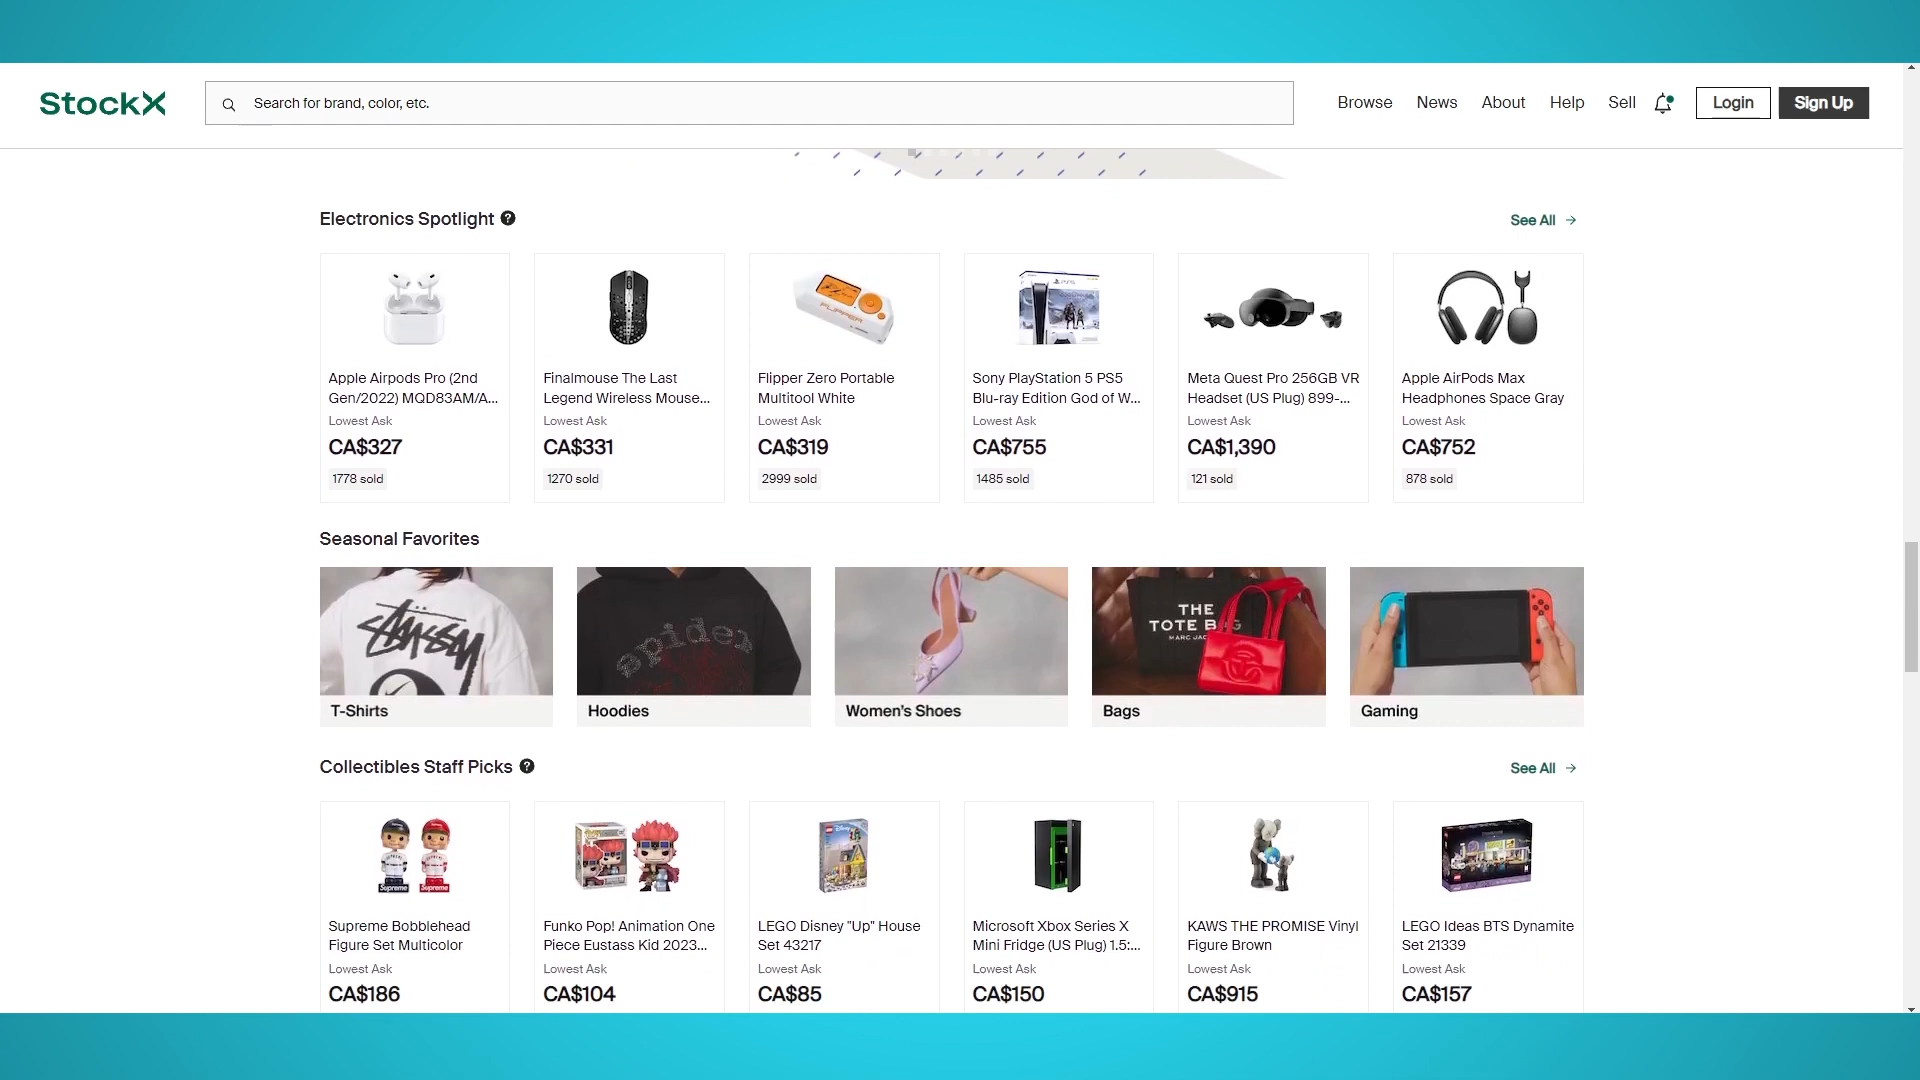 StockX
Search for brand, color, etc.
Browse
News
About
Help
Sell
Login
Sign Up
Electronics Spotlight ?
See All →
Apple Airpods Pro (2nd
Gen/2022) MQD83AM/A...
Lowest Ask
CA$327
1778 sold
Finalmouse The Last
Legend Wireless Mouse...
Lowest Ask
CA$331
1270 sold
Flipper Zero Portable
Multitool White
Lowest Ask
CA$319
2999 sold
Sony PlayStation 5 PS5
Blu-ray Edition God of W...
Lowest Ask
CA$755
1485 sold
Meta Quest Pro 256GB VR
Headset (US Plug) 899-...
Lowest Ask
CA$1,390
121 sold
Apple AirPods Max
Headphones Space Gray
Lowest Ask
CA$752
878 sold
FLIPPER
PS5
Seasonal Favorites
Stüssy
spider
THE
TOTE BAG
T-Shirts
Hoodies
Women's Shoes
Bags
Gaming
Collectibles Staff Picks ?
See All →
Supreme
Supreme
Supreme Bobblehead
Figure Set Multicolor
Lowest Ask
CA$186
Funko Pop! Animation One
Piece Eustass Kid 2023...
Lowest Ask
CA$104
LEGO Disney "Up" House
Set 43217
Lowest Ask
CA$85
Microsoft Xbox Series X
Mini Fridge (US Plug) 1.5:...
Lowest Ask
CA$150
KAWS THE PROMISE Vinyl
Figure Brown
Lowest Ask
CA$915
LEGO Ideas BTS Dynamite
Set 21339
Lowest Ask
CA$157